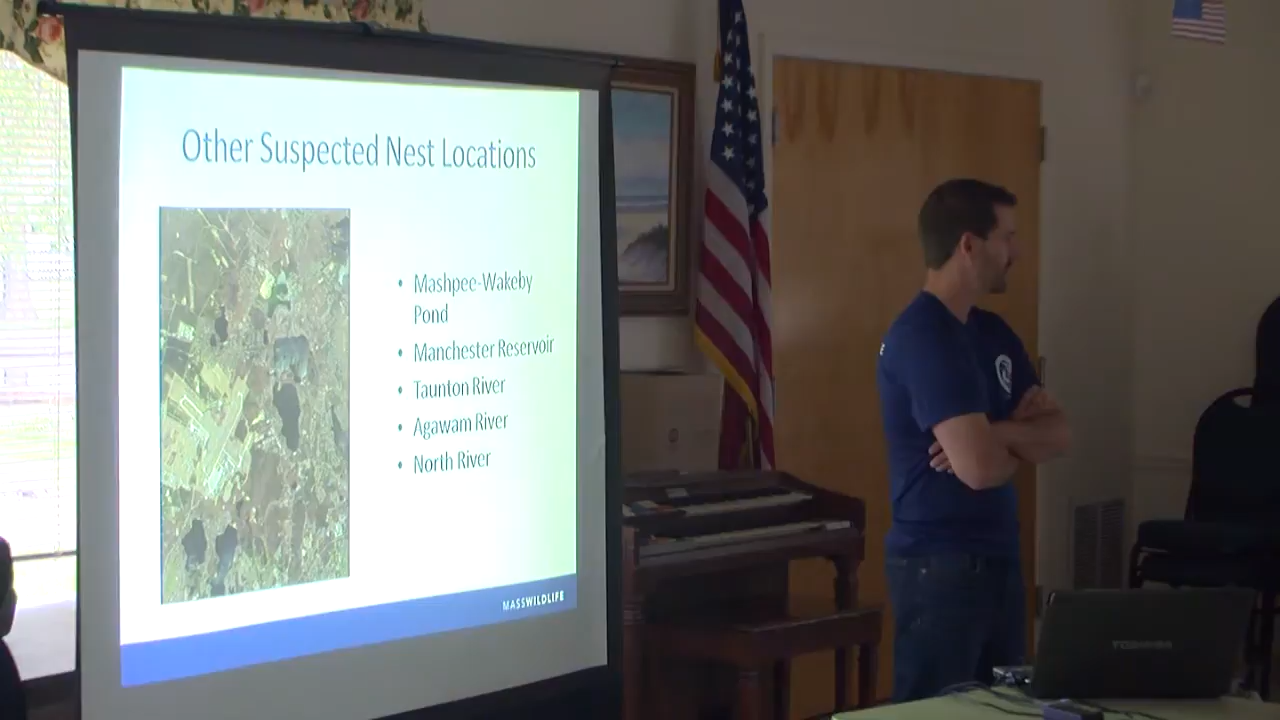 Other Suspected Nest Locations
• Mashpee-Wakeby
Pond
• Manchester Reservoir
• Taunton River
• Agawam River
• North River
MASSWILDLIFE
TOSHIBA